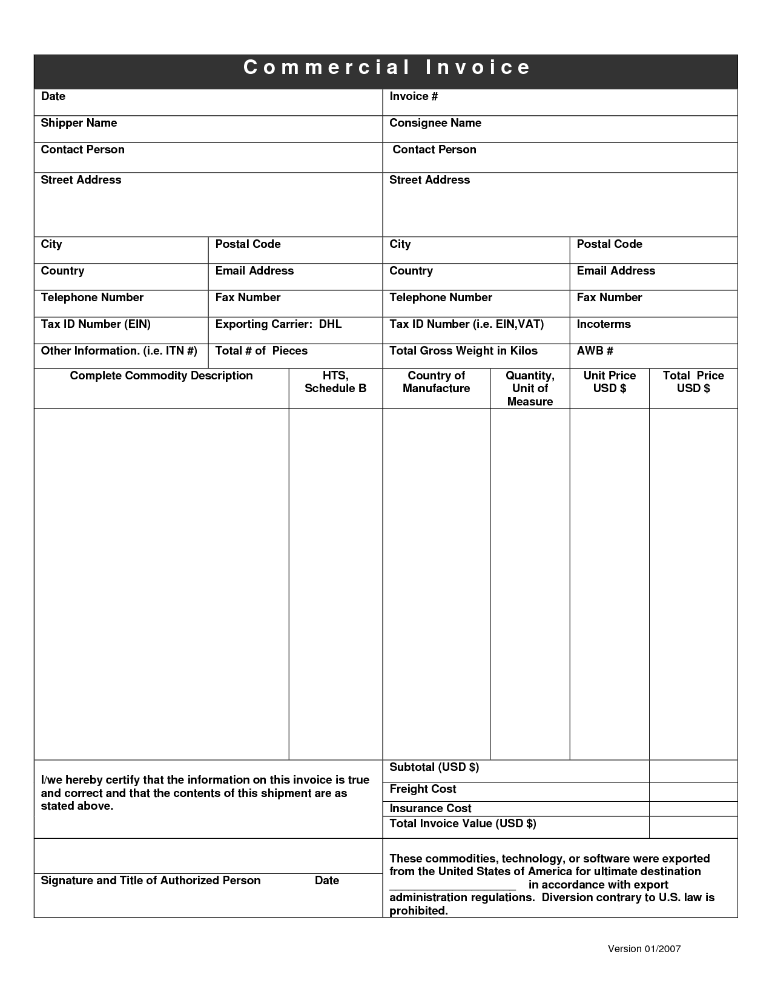 Commercial Invoice
Date
Invoice #
Shipper Name
Consignee Name
Contact Person
Contact Person
Street Address
Street Address
City
Postal Code
City
Postal Code
Country
Email Address
Country
Email Address
Telephone Number
Fax Number
Telephone Number
Fax Number
Tax ID Number (EIN)
Exporting Carrier:  DHL
Tax ID Number (i.e. EIN,VAT)
Incoterms
Other Information. (i.e. ITN #)
Total # of  Pieces
Total Gross Weight in Kilos
AWB #
Complete Commodity Description
HTS,
Schedule B
Country of
Manufacture
Quantity,
Unit of
Measure
Unit Price
USD $
Total  Price
USD $
I/we hereby certify that the information on this invoice is true
and correct and that the contents of this shipment are as
stated above.
Subtotal (USD $)
Freight Cost
Insurance Cost
Total Invoice Value (USD $)
Signature and Title of Authorized Person
Date
These commodities, technology, or software were exported
from the United States of America for ultimate destination
____________________ in accordance with export
administration regulations.  Diversion contrary to U.S. law is
prohibited.
Version 01/2007